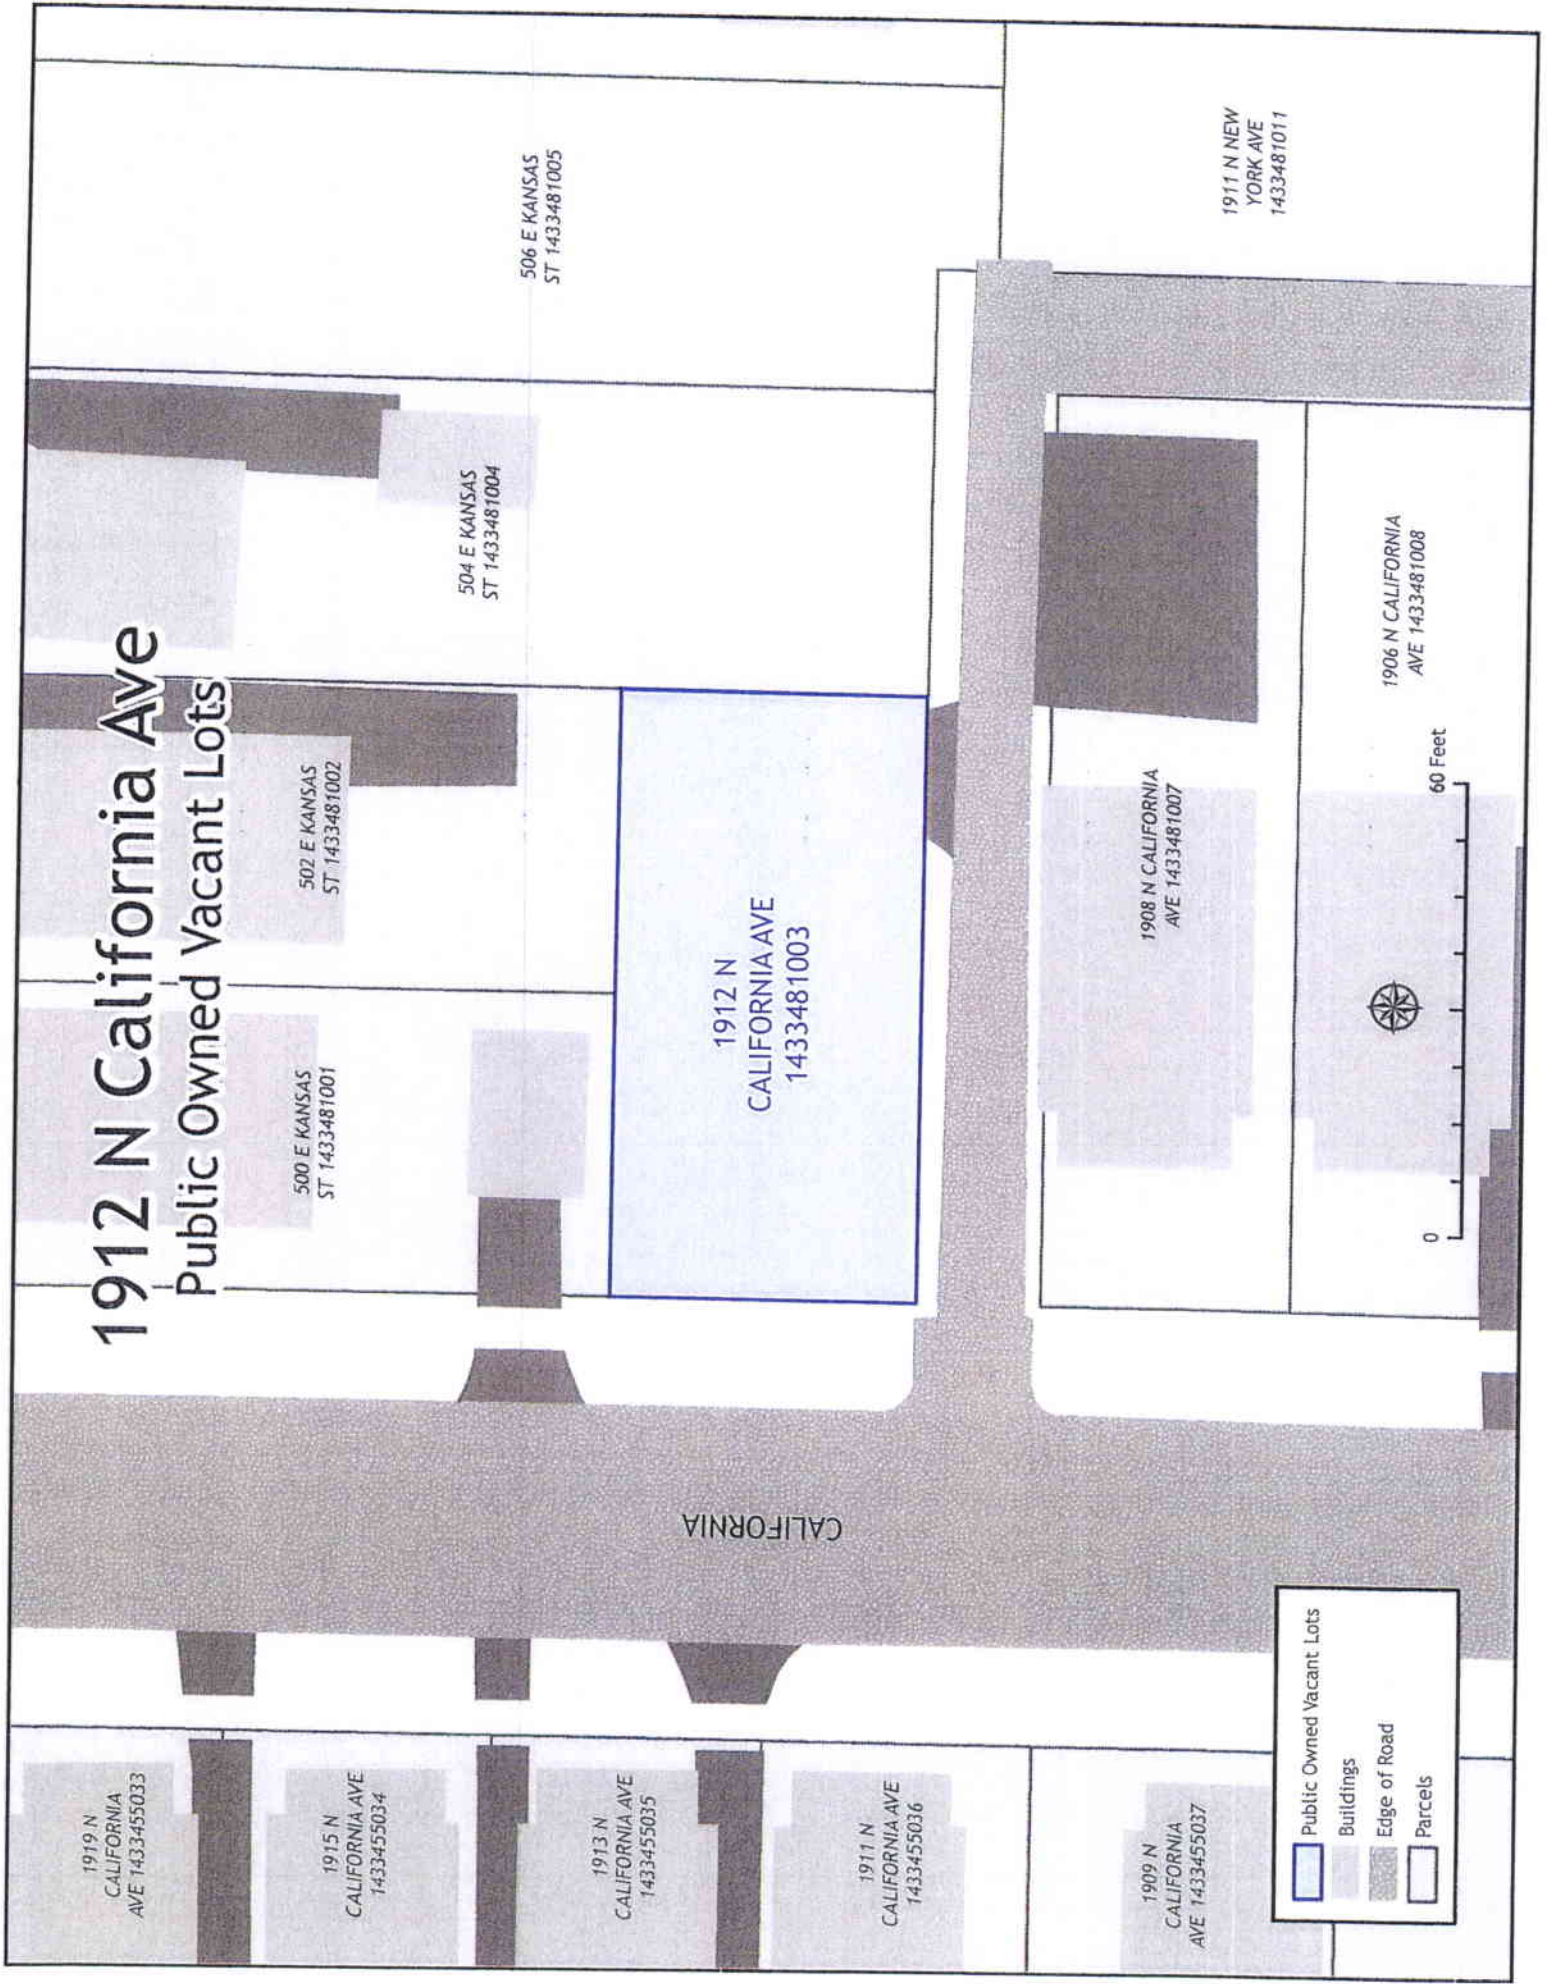 1912 N California Ave
Public Owned Vacant Lots
1919 N
CALIFORNIA
AVE 1433455033
1915 N
CALIFORNIA AVE
1433455034
1913 N
CALIFORNIA AVE
1433455035
1911 N
CALIFORNIA AVE
1433455036
1909 N
CALIFORNIA
AVE 1433455037
CALIFORNIA
500 E KANSAS
ST 1433481001
502 E KANSAS
ST 1433481002
504 E KANSAS
ST 1433481004
506 E KANSAS
ST 1433481005
1912 N
CALIFORNIA AVE
1433481003
1908 N CALIFORNIA
AVE 1433481007
1906 N CALIFORNIA
AVE 1433481008
1911 N NEW
YORK AVE
1433481011
0
60 Feet
Public Owned Vacant Lots
Buildings
Edge of Road
Parcels